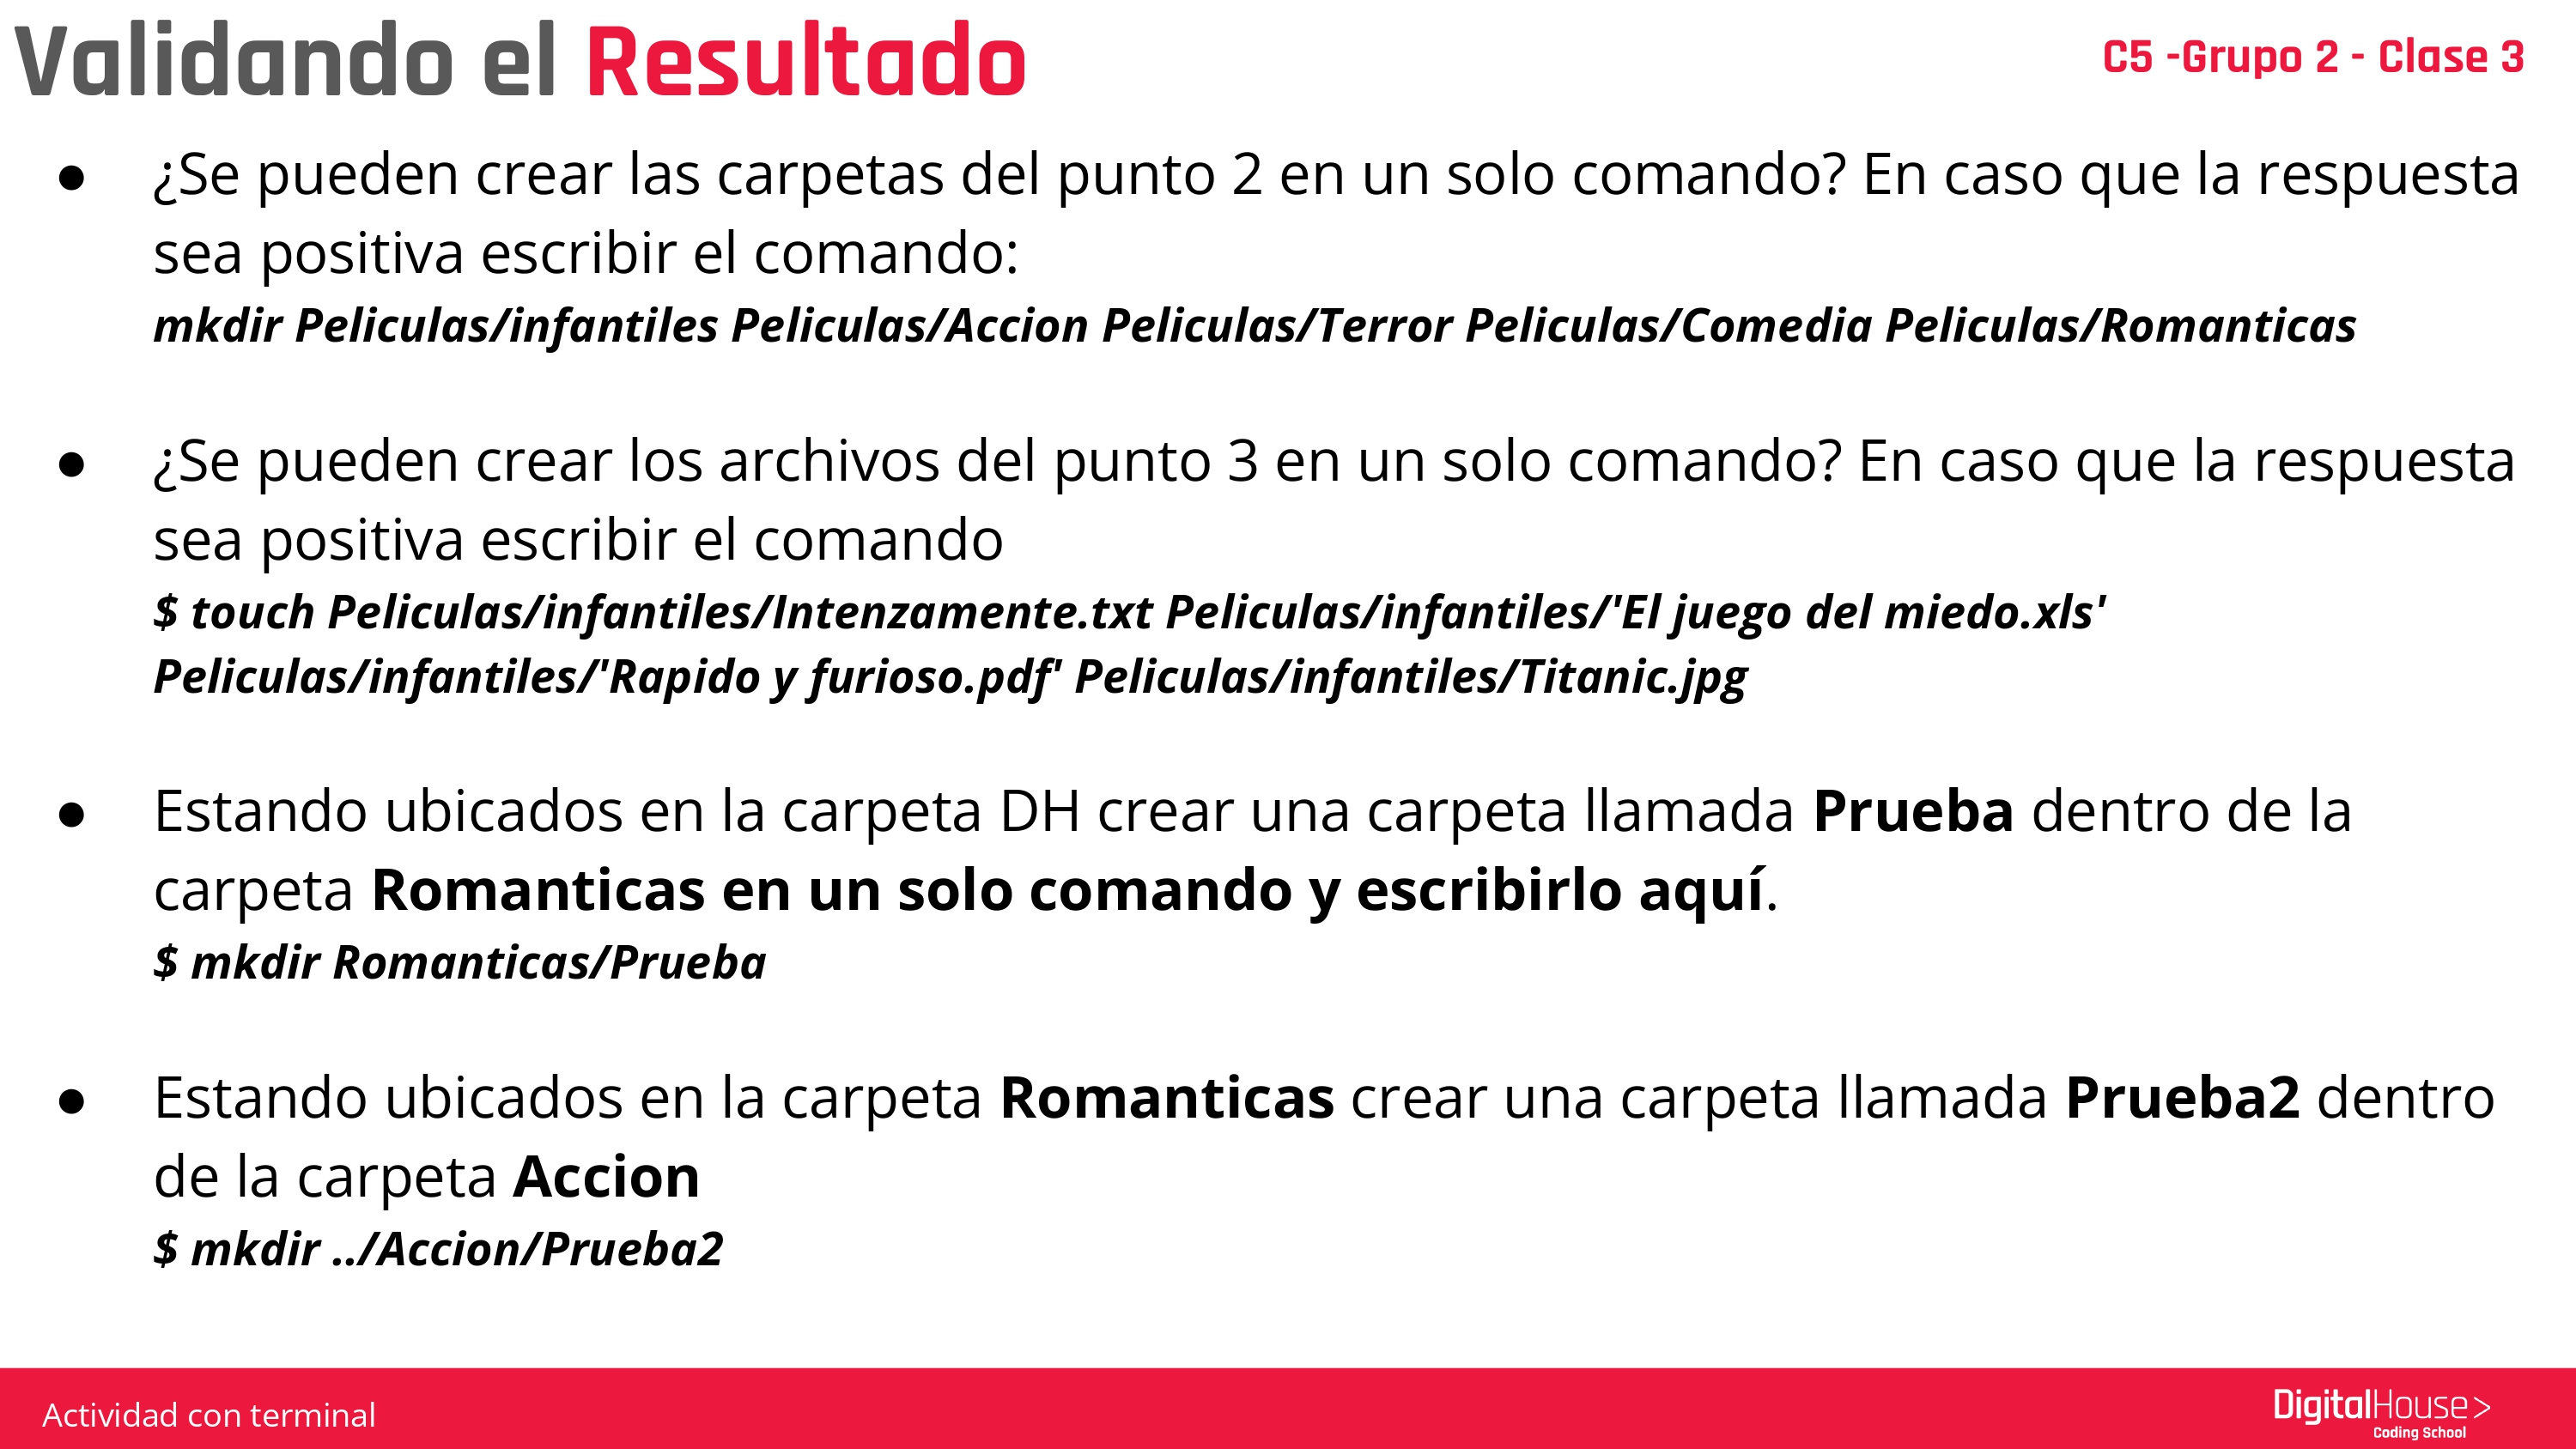 Validando el Resultado
C5 -Grupo 2 - Clase 3
● ¿Se pueden crear las carpetas del punto 2 en un solo comando? En caso que la respuesta
sea positiva escribir el comando:
mkdir Peliculas/infantiles Peliculas/Accion Peliculas/Terror Peliculas/Comedia Peliculas/Romanticas
● ¿Se pueden crear los archivos del punto 3 en un solo comando? En caso que la respuesta
sea positiva escribir el comando
$ touch Peliculas/infantiles/Intenzamente.txt Peliculas/infantiles/'El juego del miedo.xls'
Peliculas/infantiles/'Rapido y furioso.pdf' Peliculas/infantiles/Titanic.jpg
● Estando ubicados en la carpeta DH crear una carpeta llamada Prueba dentro de la
carpeta Romanticas en un solo comando y escribirlo aquí.
$ mkdir Romanticas/Prueba
● Estando ubicados en la carpeta Romanticas crear una carpeta llamada Prueba2 dentro
de la carpeta Accion
$ mkdir ../Accion/Prueba2
Actividad con terminal
DigitalHouse>
Coding School